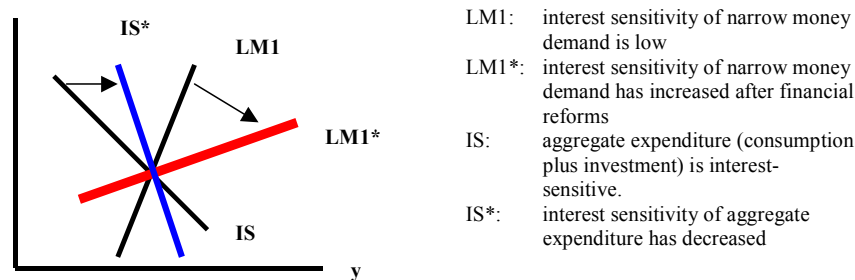 IS*
LM1
LM1*
IS
y
LM1: interest sensitivity of narrow money
demand is low
LM1*: interest sensitivity of narrow money
demand has increased after financial
reforms
IS: aggregate expenditure (consumption
plus investment) is interest-
sensitive.
IS*: interest sensitivity of aggregate
expenditure has decreased